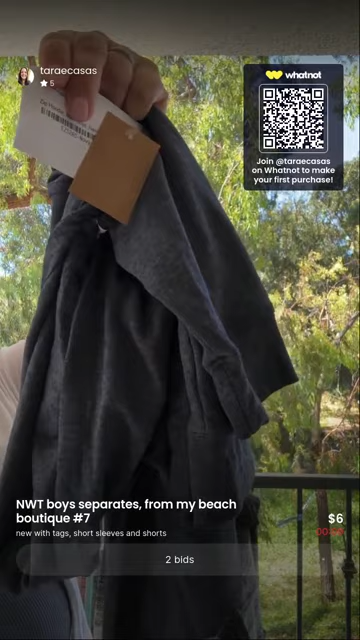 taraecasas
★ 5
whatnot
Join @taraecasas
on Whatnot to make
your first purchase!
NWT boys separates, from my beach
boutique #7
new with tags, short sleeves and shorts
$6
2 bids